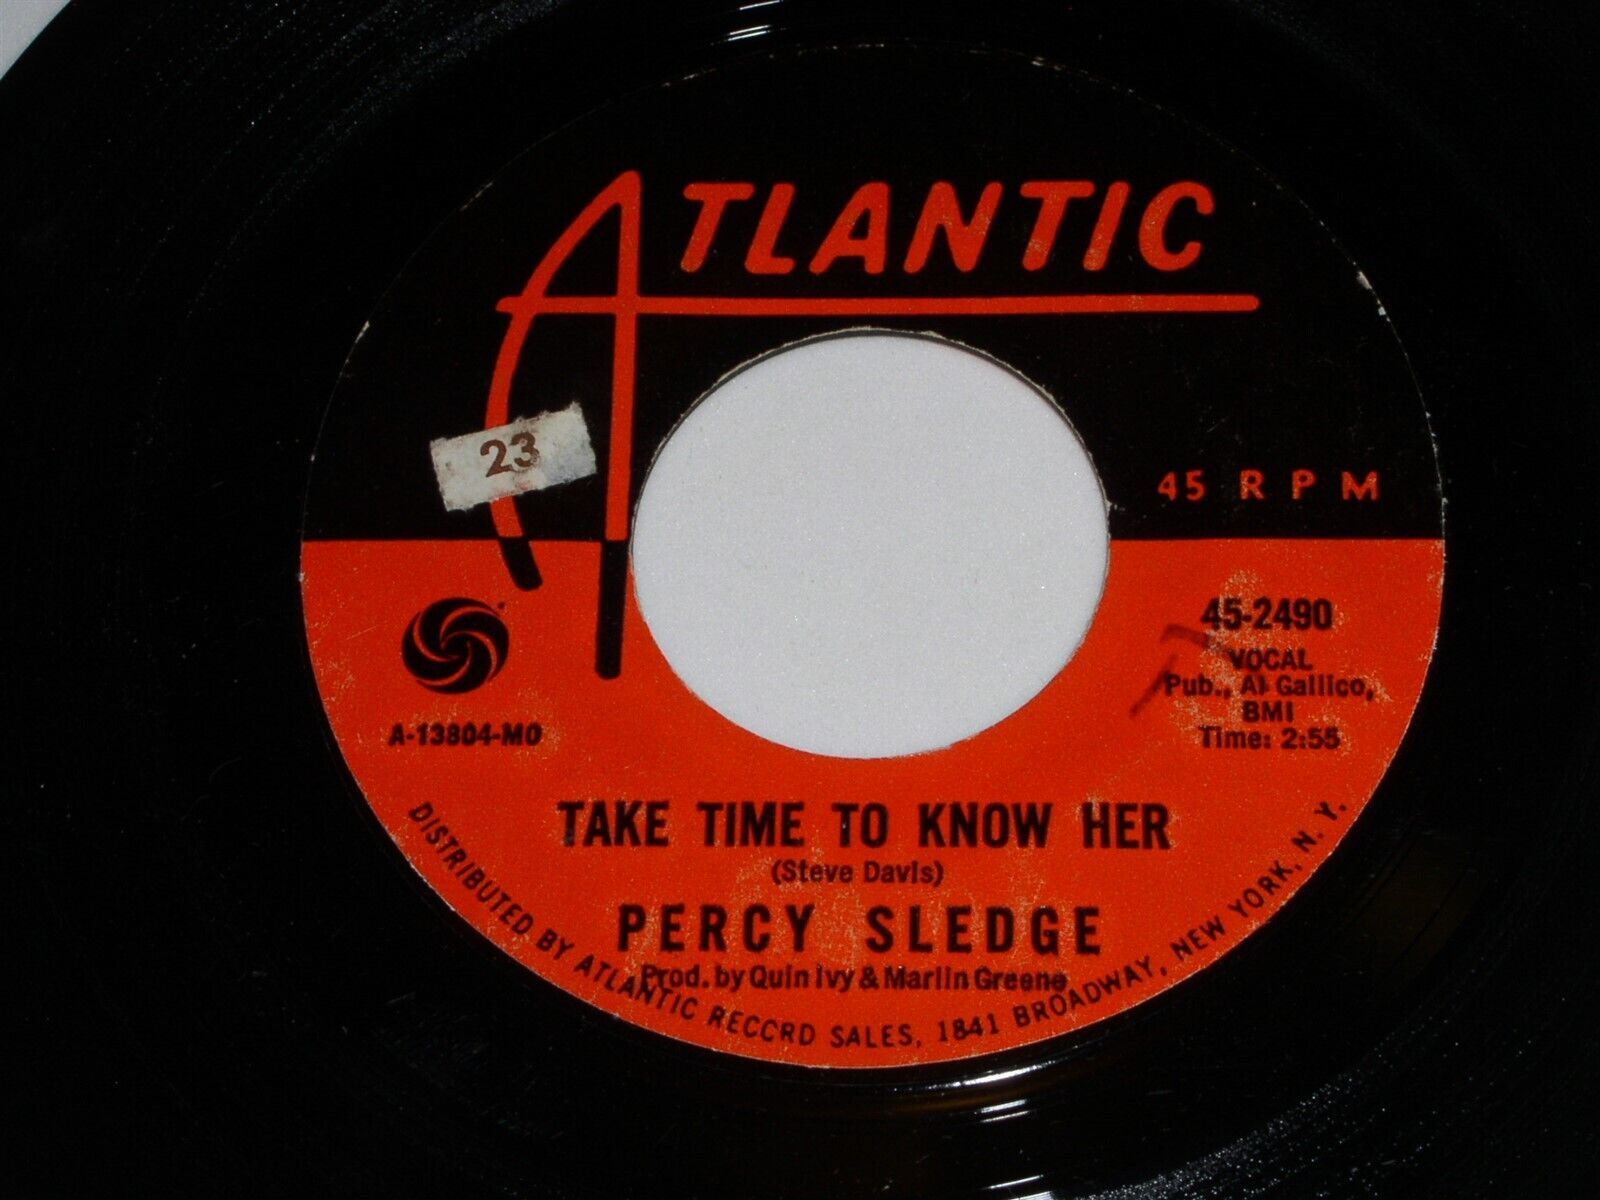 ATLANTIC
23
45 RPM
45-2490
VOCAL
Pub., Al Gallico,
BMI
Time: 2:55
A-13804-MO
TAKE TIME TO KNOW HER
(Steve Davis)
PERCY SLEDGE
Prod. by Quin Ivy & Marlin Greene
DISTRIBUTED BY ATLANTIC RECCRD SALES, 1841 BROADWAY, NEW YORK, N. Y.